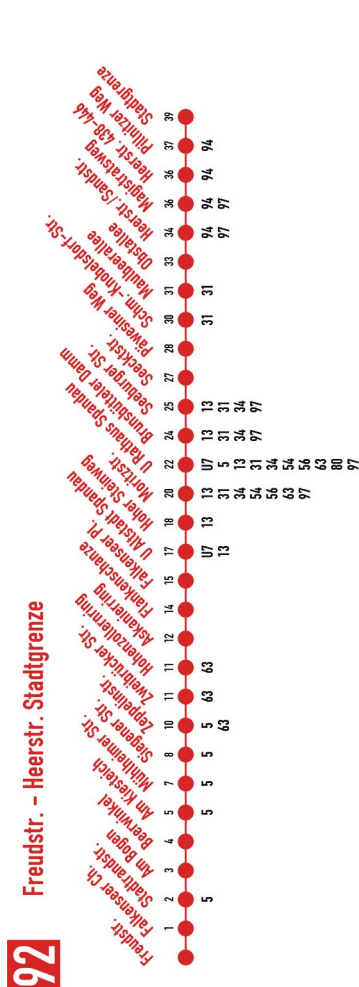 92 Freudstr. - Heerstr. Stadtgrenze
Freudstr.
Falkenseer Ch.
Stadtrandstr.
Am Bogen
Beerwinkel
Am Kiesteich
Mühlheimer Str.
Siegener Str.
Zeppelinstr.
Zweibrücker Str.
Hohenzollernring
Askanierring
Flankenschanze
Falkenseer Pl.
U Altstadt Spandau
Hoher Steinweg
Moritzstr.
U Rathaus Spandau
Brunsbütteler Damm
Seeburger Str.
Seecktstr.
Päwesiner Weg
Schm.-Knobelsdorf-Str.
Maulbeerallee
Obstallee
Heerstr./Sandstr.
Magistratsweg
Heerstr. 438-446
Pillnitzer Weg
Stadtgrenze
1 2 3 4 5 7 8 10 11 11 12 14 15 17 18 20 22 24 25 27 28 30 31 33 34 36 36 37 39
5 5 5 5 5 63 63 U7 13 13 U7 13 13 31 31 94 94 94 94
63 13 31 5 31 31 97 97
34 13 34 34
54 31 97 97
56 34
63 54
97 56
63
80
97